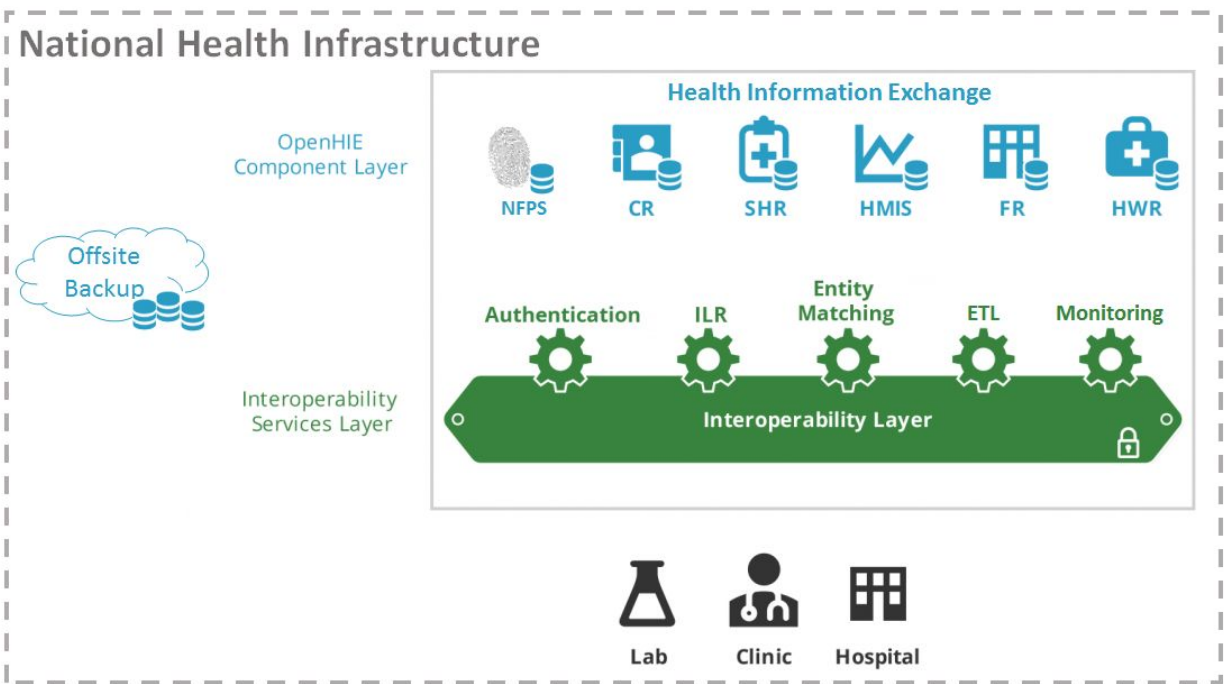 National Health Infrastructure
Health Information Exchange
OpenHIE
Component Layer
NFPS
CR
SHR
HMIS
FR
HWR
Offsite
Backup
Authentication
ILR
Entity
Matching
ETL
Monitoring
Interoperability
Services Layer
Interoperability Layer
Lab
Clinic
Hospital